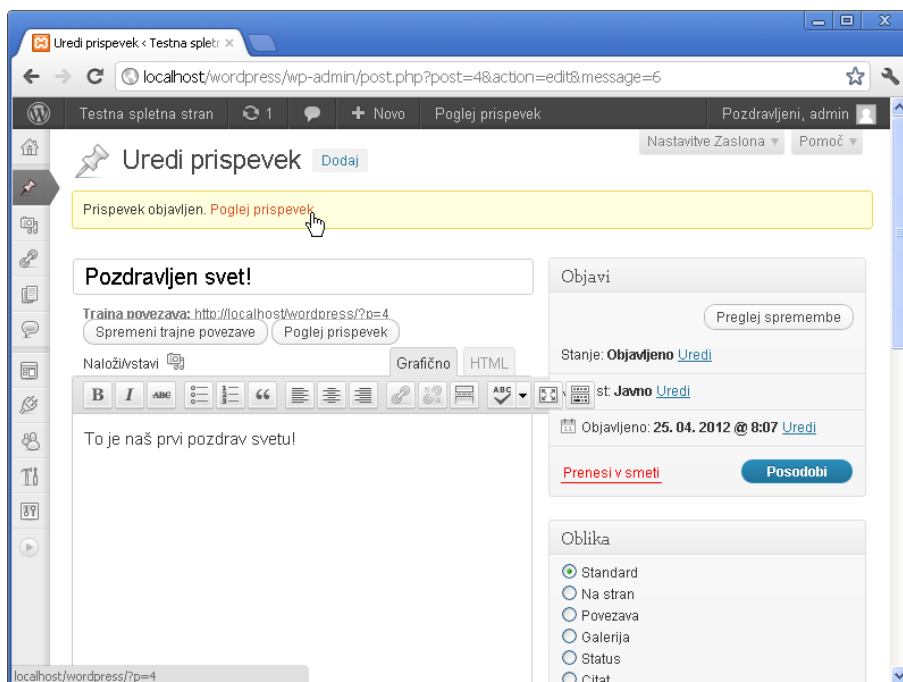 Uredi prispevek ‹ Testna spletr
localhost/wordpress/wp-admin/post.php?post=4&action=edit&message=6
Testna spletna stran 1 Novo Poglej prispevek Pozdravljeni, admin
Nastavitve Zaslona Pomoč
Uredi prispevek Dodaj
Prispevek objavljen. Poglej prispevek
Pozdravljen svet!
Trajna povezava: http://localhost/wordpress/?p=4
Spremeni trajne povezave Poglej prispevek
Naloži/vstavi Grafično HTML
B I ABC ABC
To je naš prvi pozdrav svetu!
Objavi
Preglej spremembe
Stanje: Objavljeno Uredi
st: Javno Uredi
Objavljeno: 25. 04. 2012 @ 8:07 Uredi
Prenesi v smeti Posodobi
Oblika
Standard
Na stran
Povezava
Galerija
Status
Citat
localhost/wordpress/?p=4